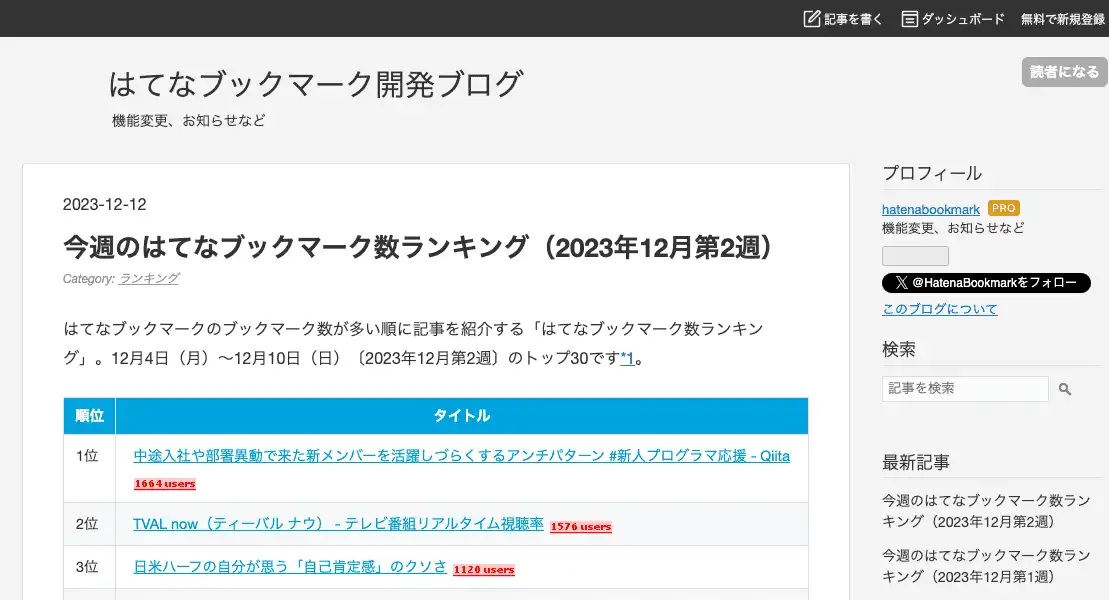 記事を書く ダッシュボード 無料で新規登録
読者になる
はてなブックマーク開発ブログ
機能変更、お知らせなど
2023-12-12
今週のはてなブックマーク数ランキング（2023年12月第2週）
Category: ランキング
はてなブックマークのブックマーク数が多い順に記事を紹介する「はてなブックマーク数ランキン
グ」。12月4日（月）〜12月10日（日）〔2023年12月第2週〕のトップ30です*1。
順位 タイトル
1位 中途入社や部署異動で来た新メンバーを活躍しづらくするアンチパターン #新人プログラマ応援 - Qiita
1664 users
2位 TVAL now（ティーバル ナウ） - テレビ番組リアルタイム視聴率 1576 users
3位 日米ハーフの自分が思う「自己肯定感」のクソさ 1120 users
プロフィール
hatenabookmark PRO
機能変更、お知らせなど
@HatenaBookmarkをフォロー
このブログについて
検索
記事を検索
最新記事
今週のはてなブックマーク数ラン
キング（2023年12月第2週）
今週のはてなブックマーク数ラン
キング（2023年12月第1週）